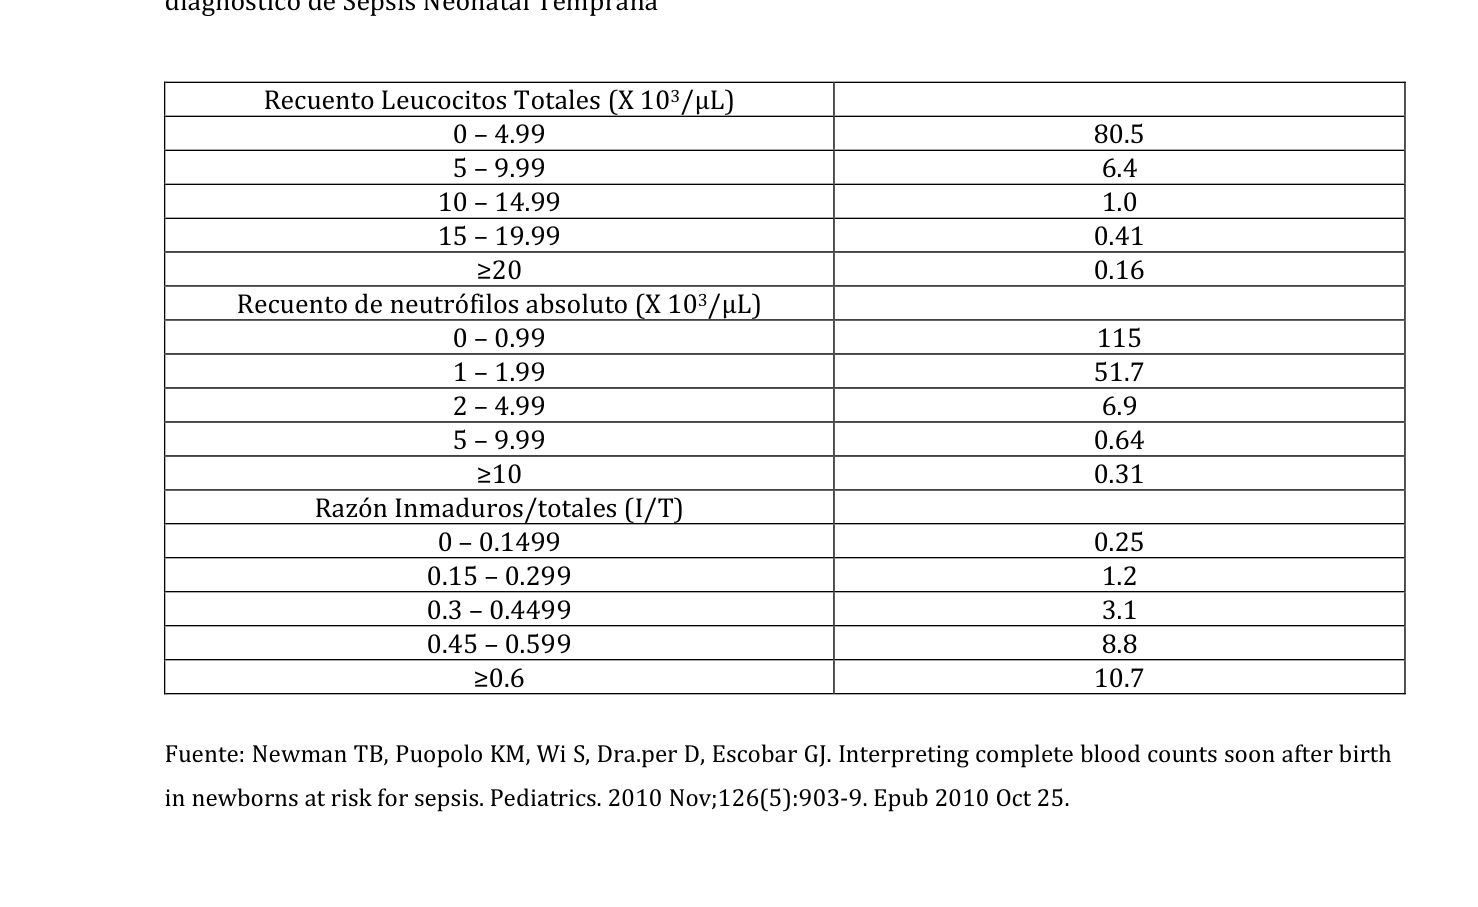 diagnóstico de Sepsis Neonatal Temprana
Recuento Leucocitos Totales (X 10³/μL)
0 – 4.99 80.5
5 – 9.99 6.4
10 – 14.99 1.0
15 – 19.99 0.41
≥20 0.16
Recuento de neutrófilos absoluto (X 10³/μL)
0 – 0.99 115
1 – 1.99 51.7
2 – 4.99 6.9
5 – 9.99 0.64
≥10 0.31
Razón Inmaduros/totales (I/T)
0 – 0.1499 0.25
0.15 – 0.299 1.2
0.3 – 0.4499 3.1
0.45 – 0.599 8.8
≥0.6 10.7
Fuente: Newman TB, Puopolo KM, Wi S, Dra.per D, Escobar GJ. Interpreting complete blood counts soon after birth
in newborns at risk for sepsis. Pediatrics. 2010 Nov;126(5):903-9. Epub 2010 Oct 25.